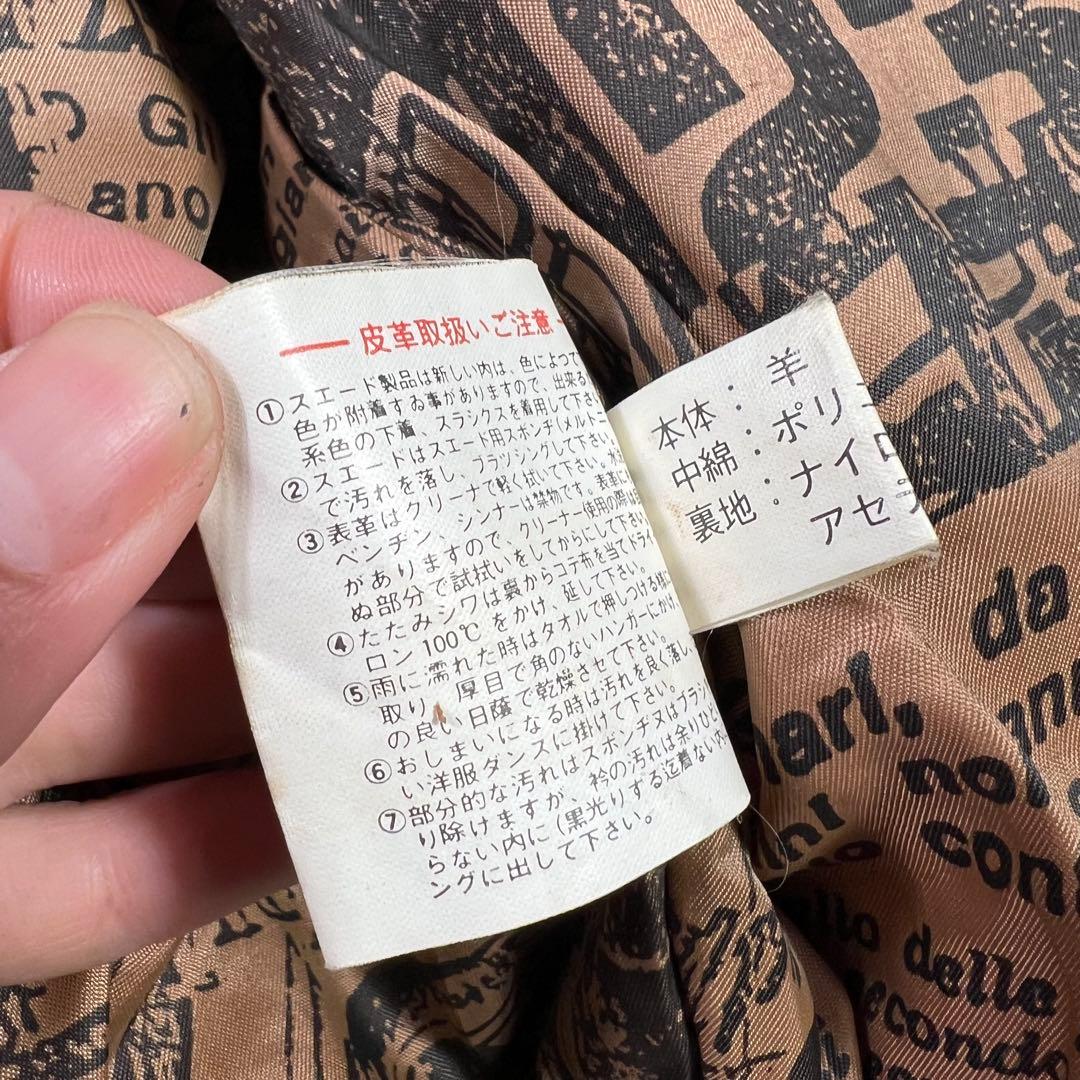 皮革取扱いご注意
①スエード製品は新しい内は、色によって
色が附着する事がありますので、出来る
系色の下着、スラックスを着用して下さ
②スエードはスエード用スポンヂ(メルト
で汚れを落し、ブラッシングして下さい。
③表革はクリーナで軽く拭いて下さい。
ベンヂン、シンナーは禁物です。表革に
がありますので、クリーナー使用の際は
ぬ部分で試拭いをしてからにして下さい
④たたみシワは裏からコテ布を当てドライ
ロン100℃をかけ、延して下さい。
⑤雨に濡れた時はタオルで押しつける様に
取り、厚目で角のないハンガーにかけ、
の良い日蔭で乾燥させて下さい。
⑥おしまいになる時は汚れを良く落し、
い洋服ダンスに掛けて下さい。
⑦部分的な汚れはスポンヂ又はブラシ
り除けますが、衿の汚れは余りひど
らない内に(黒光りする迄着ない内
ングに出して下さい。
本体：羊
中綿：ポリ
裏地：ナイロ
アセ
ano
da
arl,
no
con
dello
della
econdo